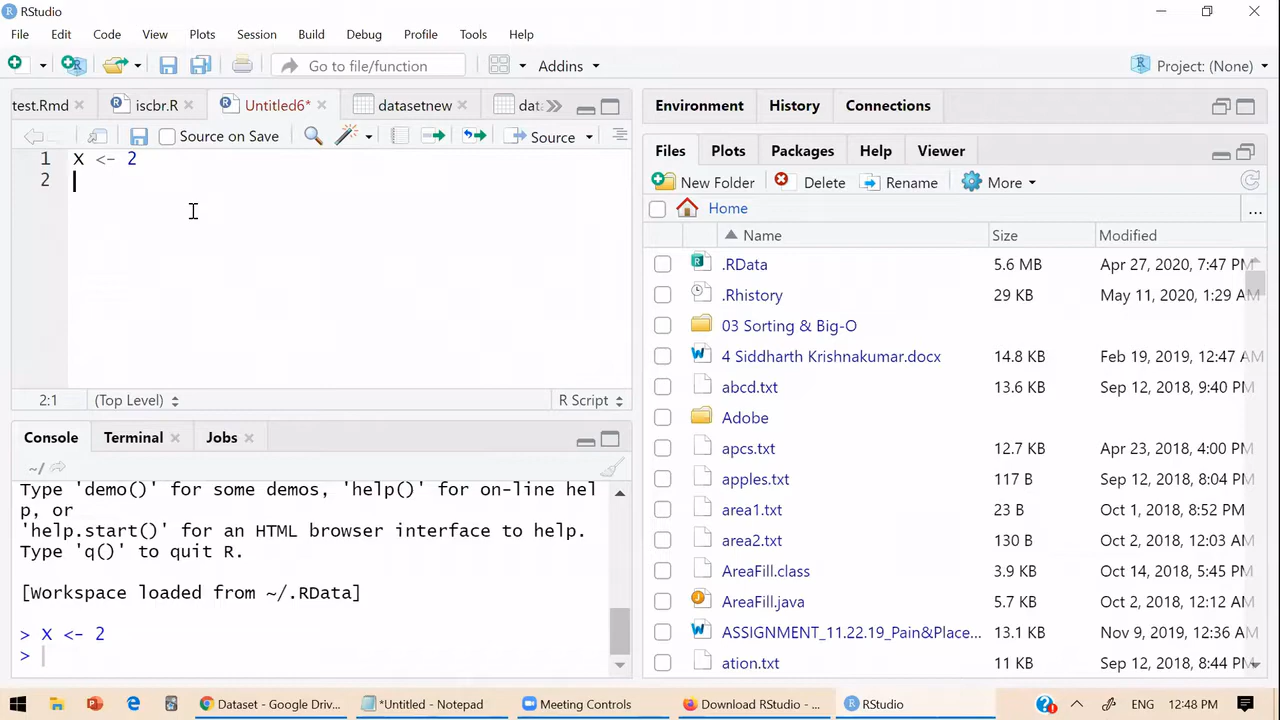 RStudio
File Edit Code View Plots Session Build Debug Profile Tools Help
Go to file/function Addins Project: (None)
test.Rmd iscbr.R Untitled6* datasetnew dat
Source on Save Source
1 X <- 2
2
2:1 (Top Level) R Script
Console Terminal Jobs
~/
Type 'demo()' for some demos, 'help()' for on-line hel
p, or
'help.start()' for an HTML browser interface to help.
Type 'q()' to quit R.
[Workspace loaded from ~/.RData]
> X <- 2
>
Environment History Connections
Files Plots Packages Help Viewer
New Folder Delete Rename More
Home ...
Name Size Modified
.RData 5.6 MB Apr 27, 2020, 7:47 PM
.Rhistory 29 KB May 11, 2020, 1:29 AM
03 Sorting & Big-O
4 Siddharth Krishnakumar.docx 14.8 KB Feb 19, 2019, 12:47 AM
abcd.txt 13.6 KB Sep 12, 2018, 9:40 PM
Adobe
apcs.txt 12.7 KB Apr 23, 2018, 4:00 PM
apples.txt 117 B Sep 12, 2018, 8:04 PM
area1.txt 23 B Oct 1, 2018, 8:52 PM
area2.txt 130 B Oct 2, 2018, 12:03 AM
AreaFill.class 3.9 KB Oct 14, 2018, 5:45 PM
AreaFill.java 5.7 KB Oct 2, 2018, 12:12 AM
ASSIGNMENT_11.22.19_Pain&Place... 13.1 KB Nov 9, 2019, 12:36 AM
ation.txt 11 KB Sep 12, 2018, 8:44 PM
Dataset - Google Driv... *Untitled - Notepad Meeting Controls Download RStudio - ... RStudio ENG 12:48 PM